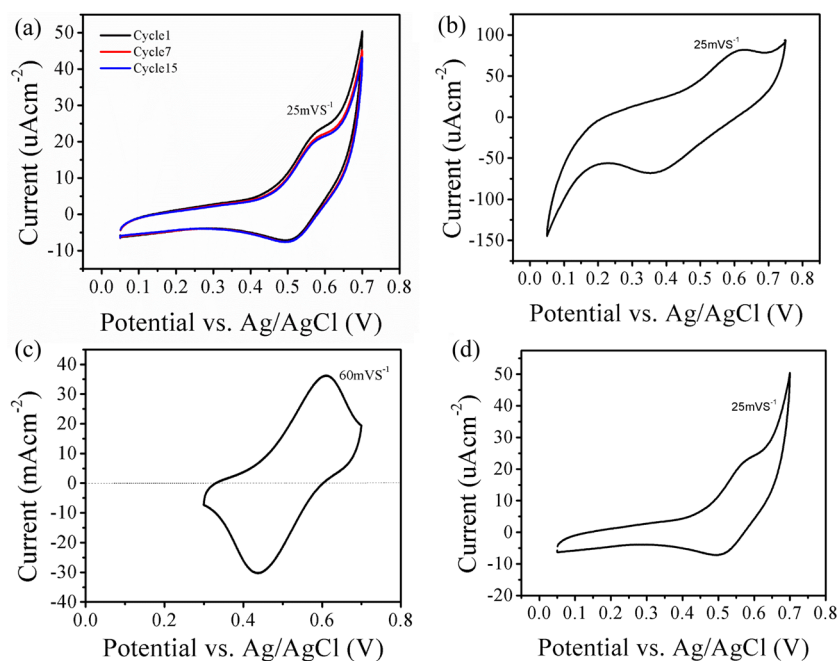 (a)
Cycle1
Cycle7
Cycle15
25mVS⁻¹
50
40
30
20
10
0
-10
0.0 0.1 0.2 0.3 0.4 0.5 0.6 0.7 0.8
Current (uAcm⁻²)
Potential vs. Ag/AgCl (V)
(b)
25mVS⁻¹
100
50
0
-50
-100
-150
0.0 0.1 0.2 0.3 0.4 0.5 0.6 0.7 0.8
Current (uAcm⁻²)
Potential vs. Ag/AgCl (V)
(c)
60mVS⁻¹
40
30
20
10
0
-10
-20
-30
-40
0.0 0.2 0.4 0.6 0.8
Current (mAcm⁻²)
Potential vs. Ag/AgCl (V)
(d)
25mVS⁻¹
50
40
30
20
10
0
-10
-20
0.0 0.1 0.2 0.3 0.4 0.5 0.6 0.7 0.8
Current (uAcm⁻²)
Potential vs. Ag/AgCl (V)